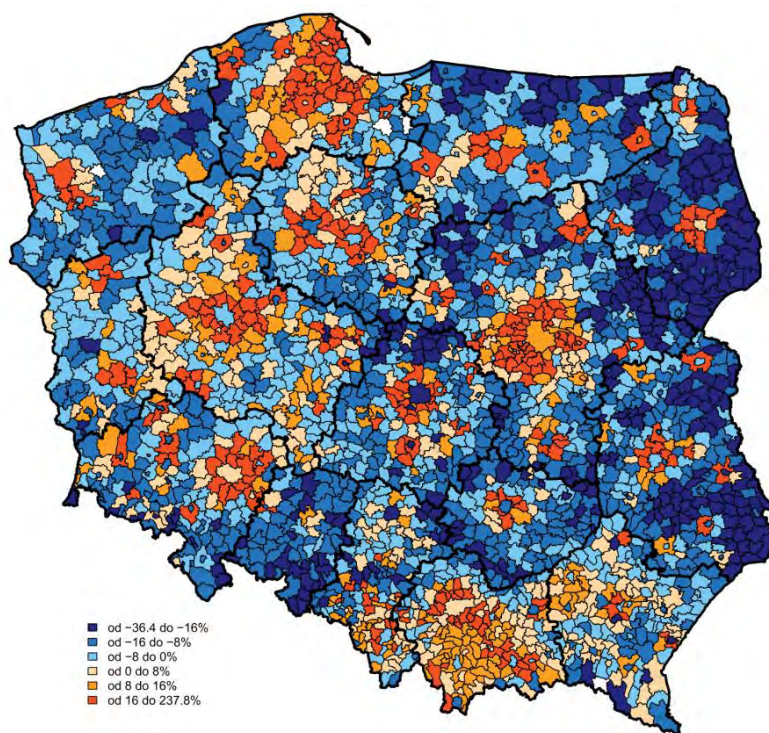 od −36.4 do −16%
od −16 do −8%
od −8 do 0%
od 0 do 8%
od 8 do 16%
od 16 do 237.8%